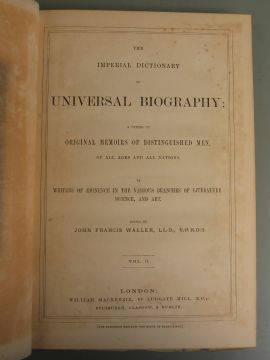 THE
IMPERIAL DICTIONARY
OF
UNIVERSAL BIOGRAPHY:
A SERIES OF
ORIGINAL MEMOIRS OF DISTINGUISHED MEN,
OF ALL AGES AND ALL NATIONS.
BY
WRITERS OF EMINENCE IN THE VARIOUS BRANCHES OF LITERATURE
SCIENCE, AND ART.
EDITED BY
JOHN FRANCIS WALLER, LL.D., V.P.R.D.S.
VOL. II.
LONDON:
WILLIAM MACKENZIE, 22 LUDGATE HILL, E.C.;
EDINBURGH, GLASGOW, & DUBLIN.